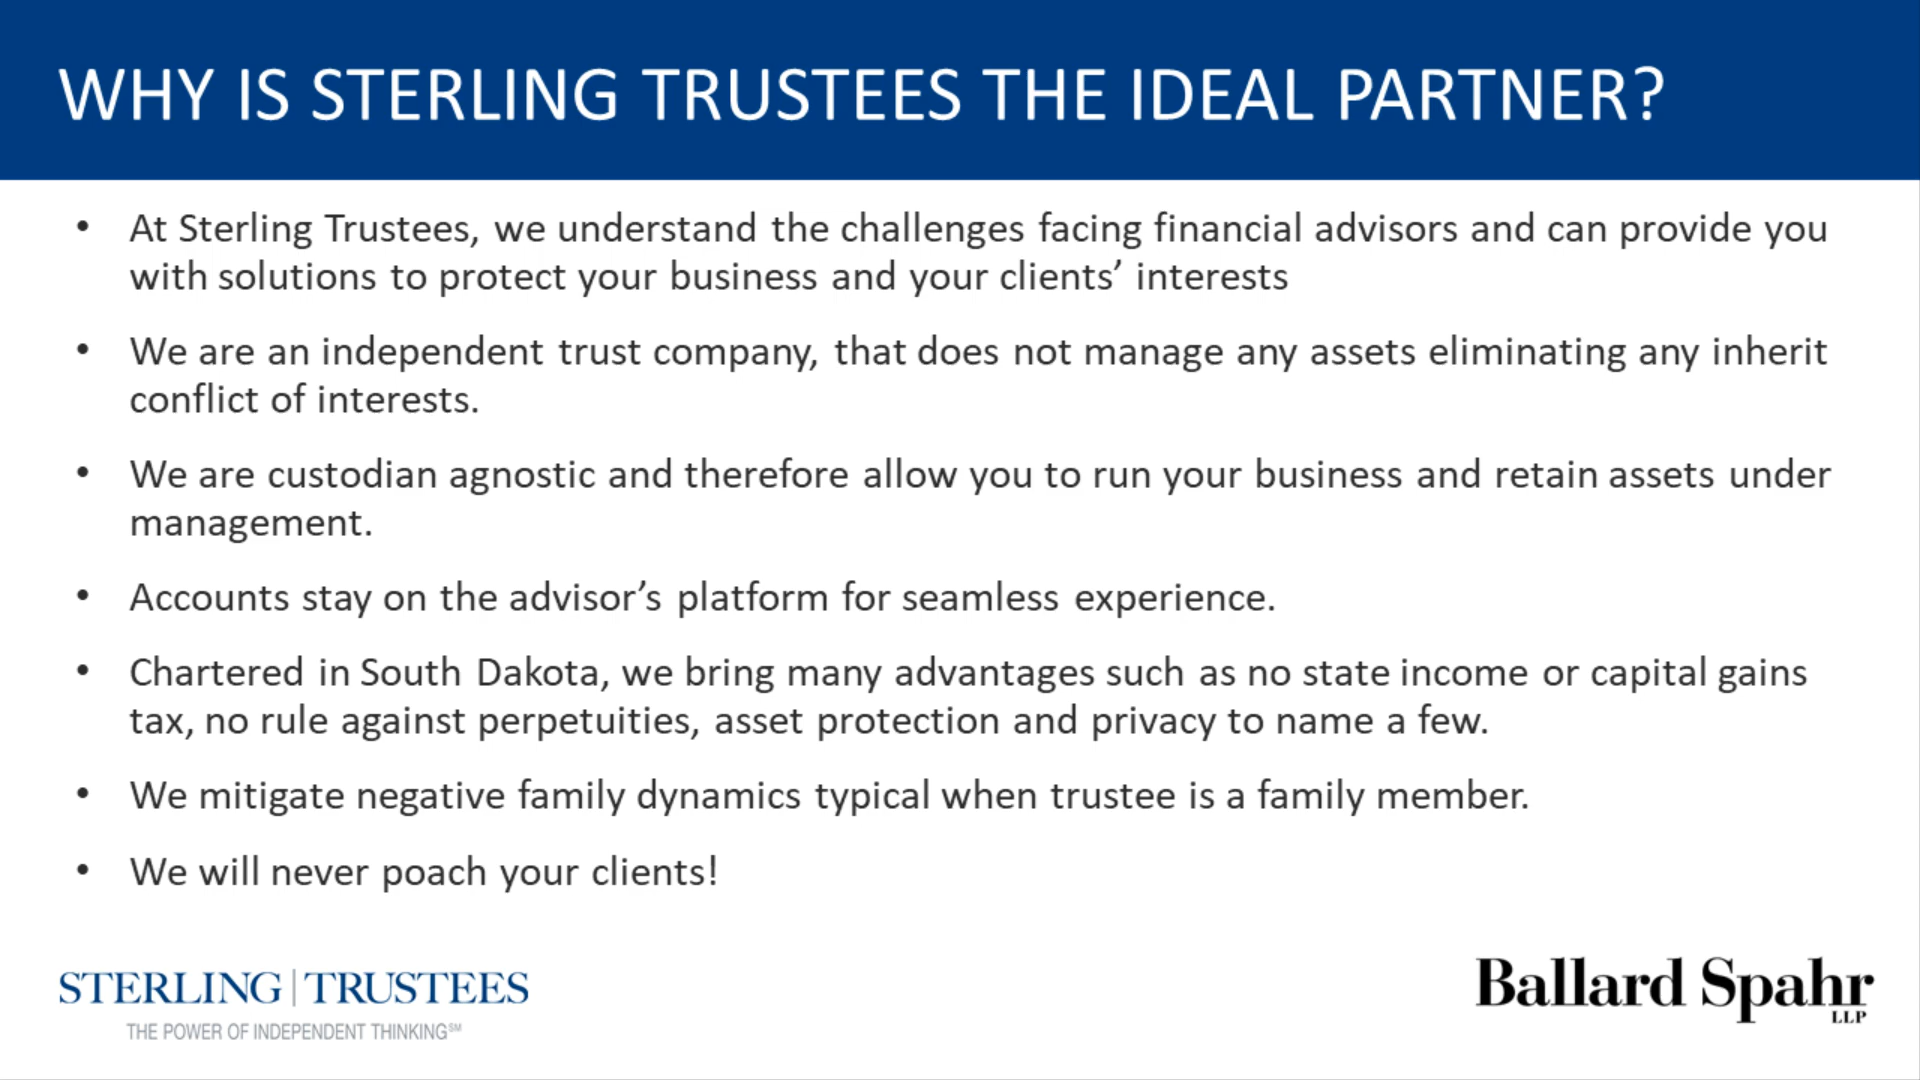 WHY IS STERLING TRUSTEES THE IDEAL PARTNER?
• At Sterling Trustees, we understand the challenges facing financial advisors and can provide you
with solutions to protect your business and your clients’ interests
• We are an independent trust company, that does not manage any assets eliminating any inherit
conflict of interests.
• We are custodian agnostic and therefore allow you to run your business and retain assets under
management.
• Accounts stay on the advisor’s platform for seamless experience.
• Chartered in South Dakota, we bring many advantages such as no state income or capital gains
tax, no rule against perpetuities, asset protection and privacy to name a few.
• We mitigate negative family dynamics typical when trustee is a family member.
• We will never poach your clients!
STERLING | TRUSTEES
THE POWER OF INDEPENDENT THINKING℠
Ballard Spahr
LLP